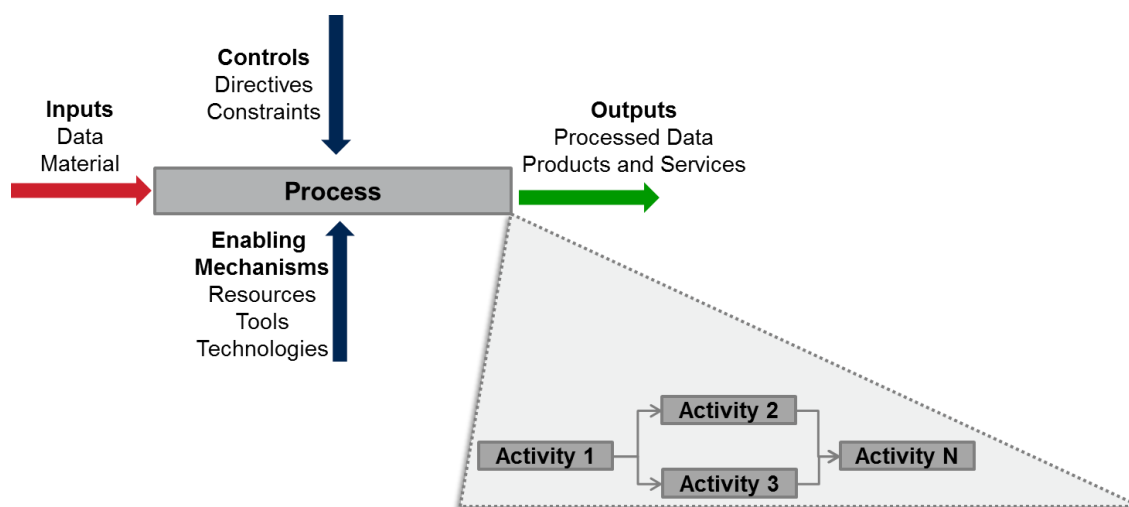 Controls
Directives
Constraints
Inputs
Data
Material
Outputs
Processed Data
Products and Services
Process
Enabling
Mechanisms
Resources
Tools
Technologies
Activity 1
Activity 2
Activity 3
Activity N